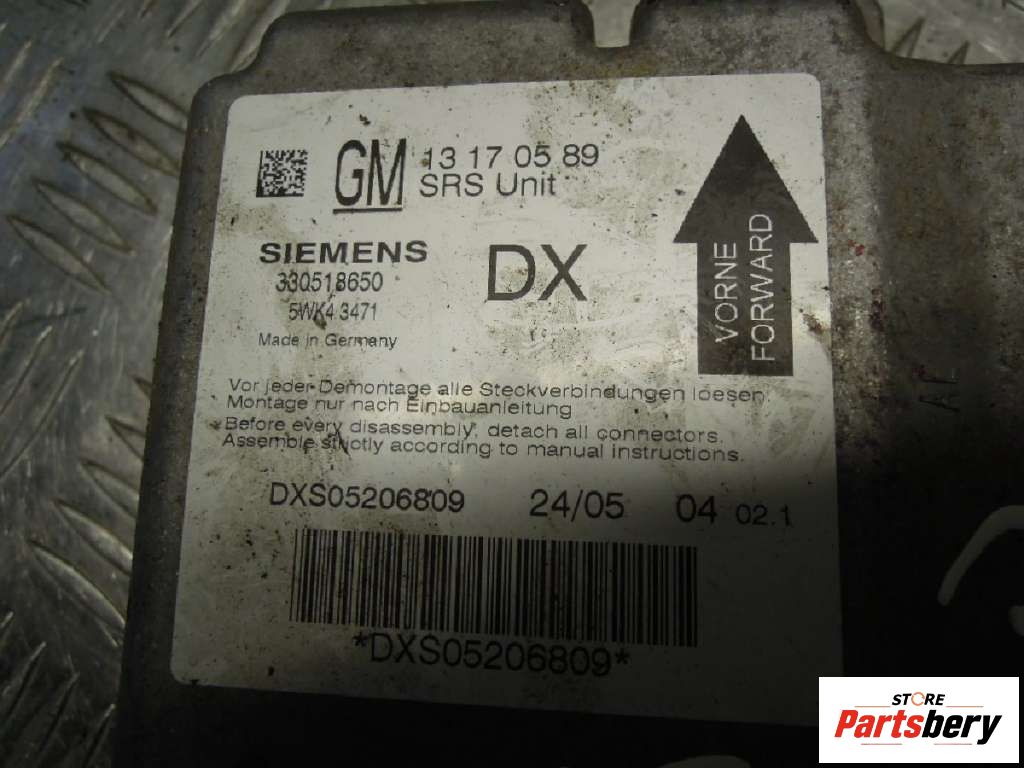 GM 13 17 05 89
SRS Unit
SIEMENS
330518650
5WK4 3471
Made in Germany
DX
VORNE
FORWARD
Vor jeder Demontage alle Steckverbindungen loesen.
Montage nur nach Einbauanleitung
Before every disassembly, detach all connectors.
Assemble strictly according to manual instructions.
DXS05206809 24/05 04 02.1
*DXS05206809*
STORE
Partsbery